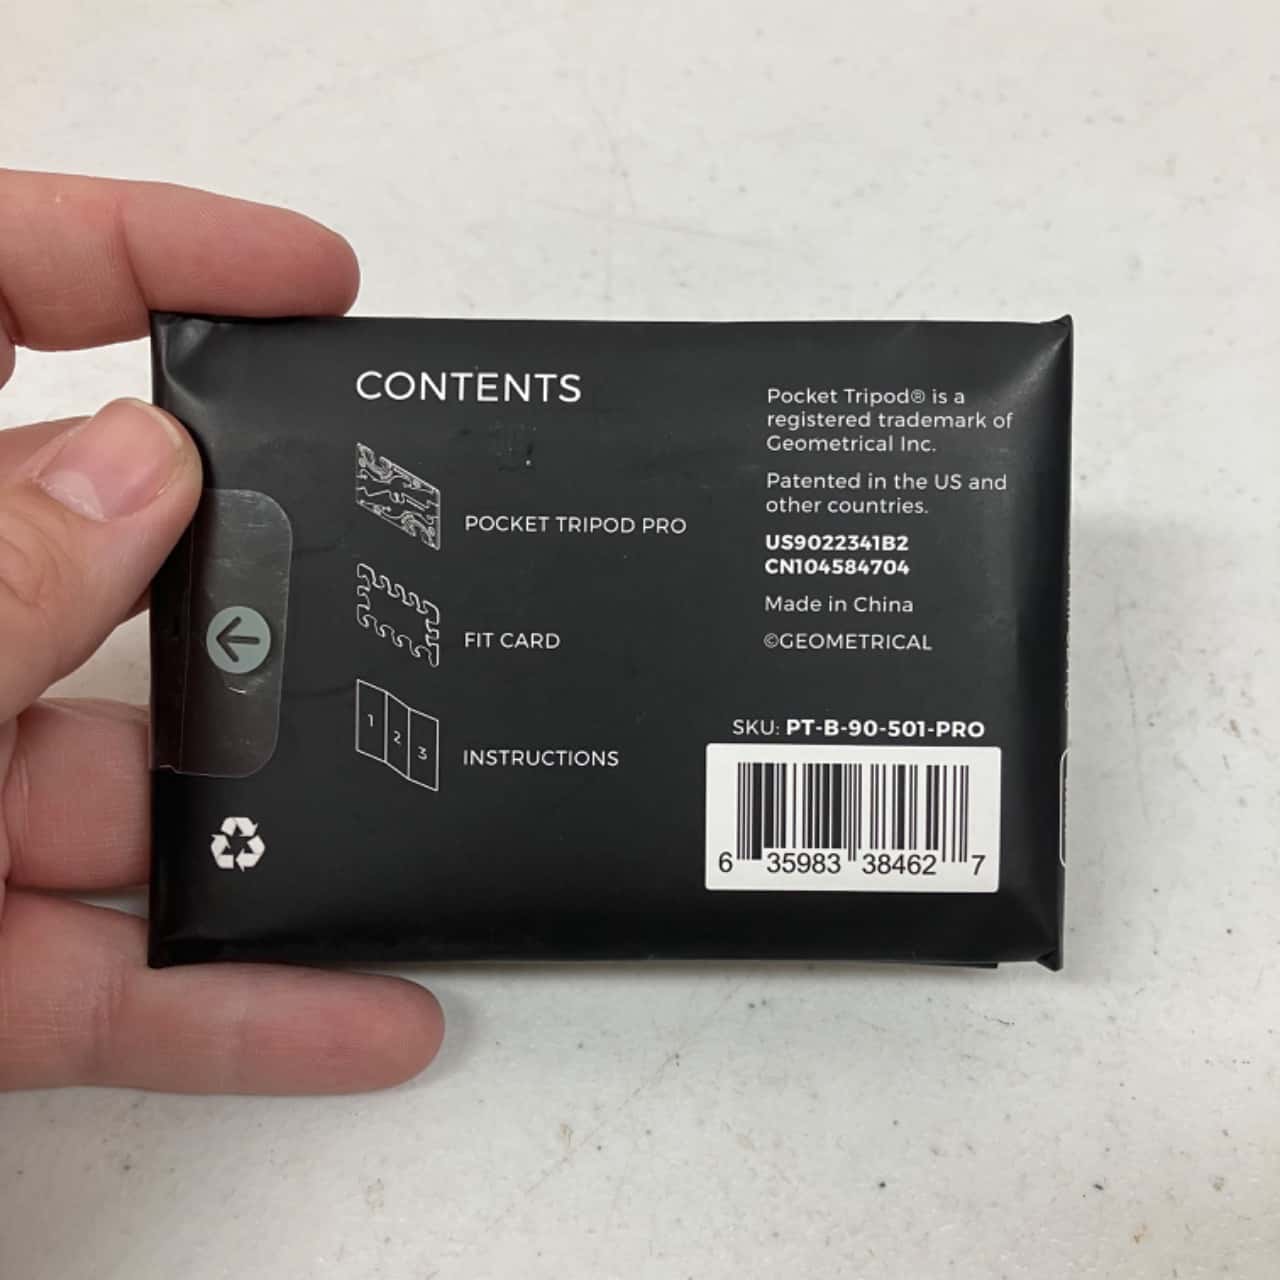 CONTENTS
POCKET TRIPOD PRO
FIT CARD
1 2 3
INSTRUCTIONS
Pocket Tripod® is a
registered trademark of
Geometrical Inc.
Patented in the US and
other countries.
US9022341B2
CN104584704
Made in China
©GEOMETRICAL
SKU: PT-B-90-501-PRO
6 35983 38462 7